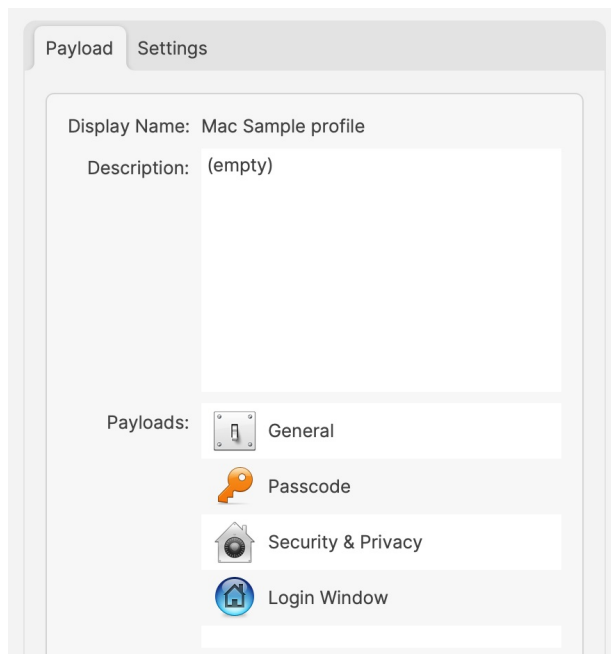 Payload Settings
Display Name: Mac Sample profile
Description: (empty)
Payloads: General
Passcode
Security & Privacy
Login Window